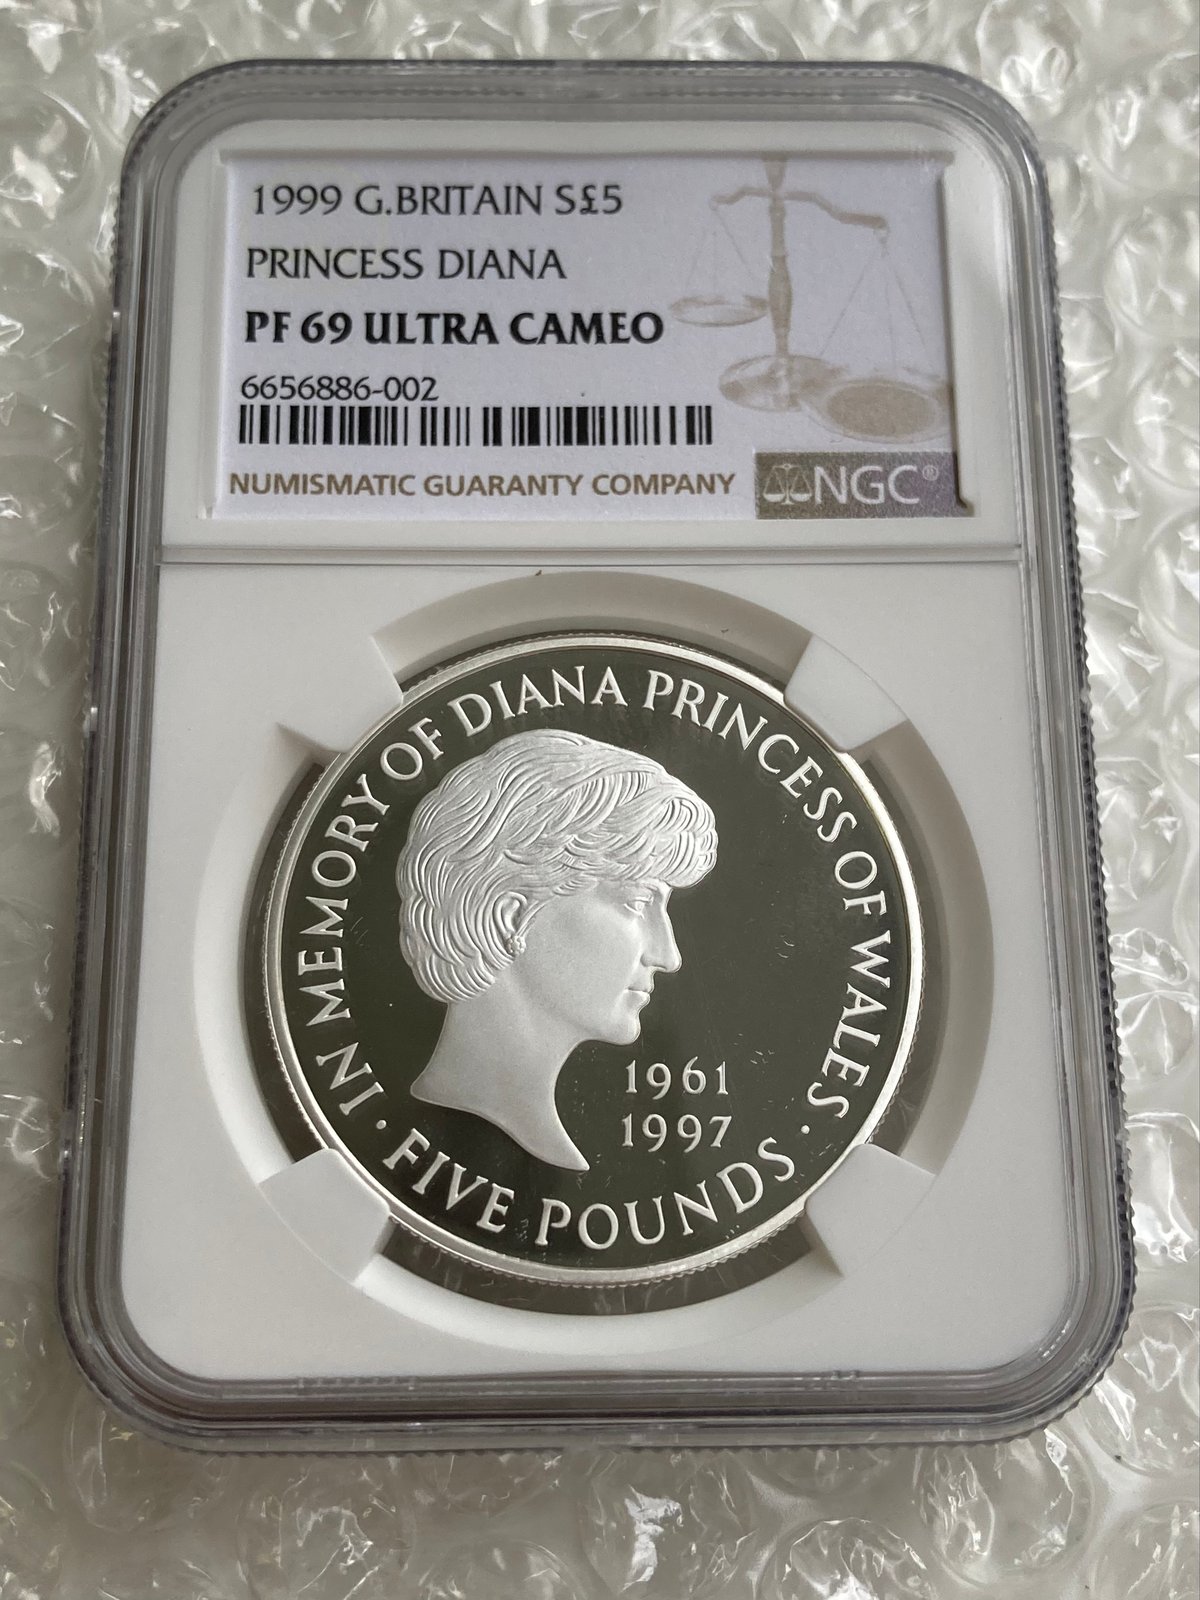 1999 G.BRITAIN S£5
PRINCESS DIANA
PF 69 ULTRA CAMEO
6656886-002
NUMISMATIC GUARANTY COMPANY
NGC®
IN MEMORY OF DIANA PRINCESS OF WALES
1961
1997
· FIVE POUNDS ·